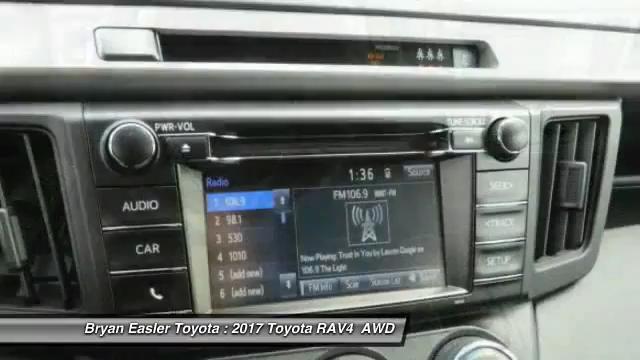 PWR-VOL
TUNE·SCROLL
1:36
Source
Radio
FM106.9
1 106.9
2 98.1
3 530
4 1010
5 (add new)
6 (add new)
Now Playing: Trust In You by Lauren Daigle on
106.9 The Light
FM Info
Scan
Station List
AUDIO
CAR
SEEK>
<TRACK
SETUP
Bryan Easler Toyota : 2017 Toyota RAV4 AWD